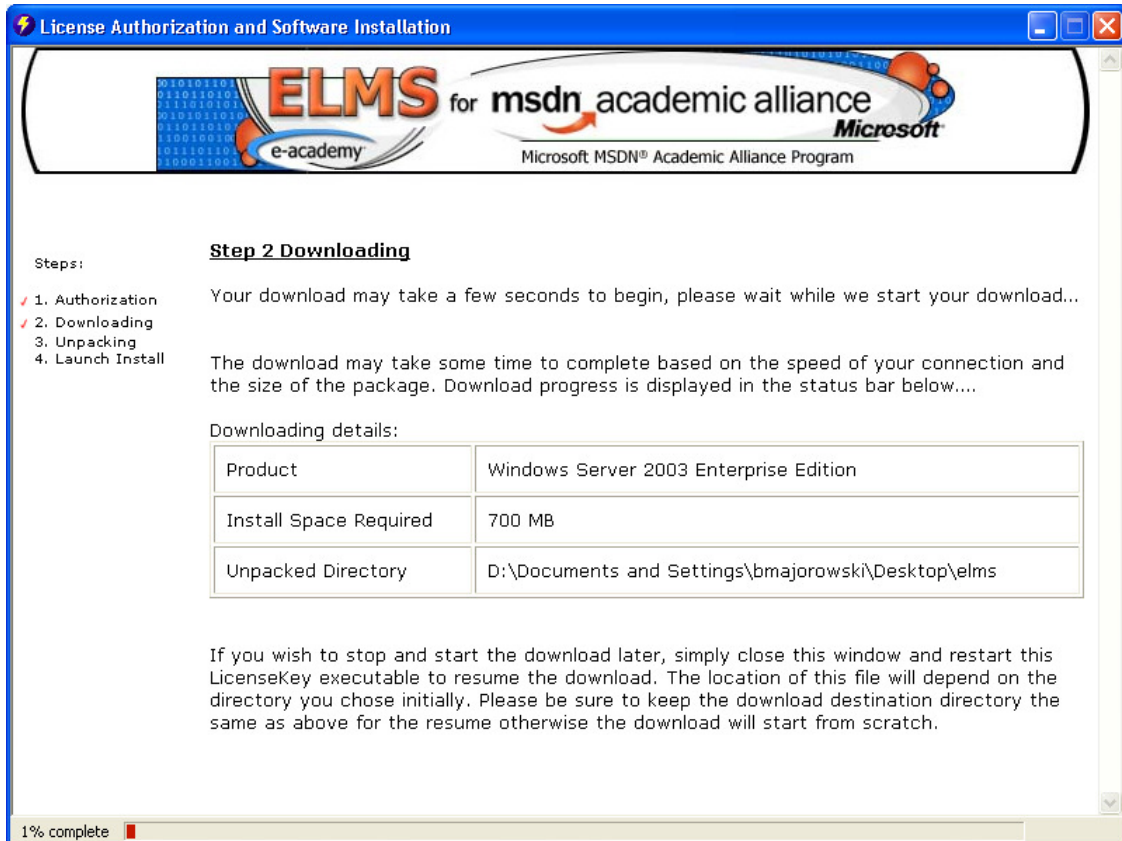 License Authorization and Software Installation
ELMS for msdn academic alliance
Microsoft
e-academy
Microsoft MSDN® Academic Alliance Program
Steps:
1. Authorization
2. Downloading
3. Unpacking
4. Launch Install
Step 2 Downloading
Your download may take a few seconds to begin, please wait while we start your download...
The download may take some time to complete based on the speed of your connection and
the size of the package. Download progress is displayed in the status bar below....
Downloading details:
Product Windows Server 2003 Enterprise Edition
Install Space Required 700 MB
Unpacked Directory D:\Documents and Settings\bmajorowski\Desktop\elms
If you wish to stop and start the download later, simply close this window and restart this
LicenseKey executable to resume the download. The location of this file will depend on the
directory you chose initially. Please be sure to keep the download destination directory the
same as above for the resume otherwise the download will start from scratch.
1% complete